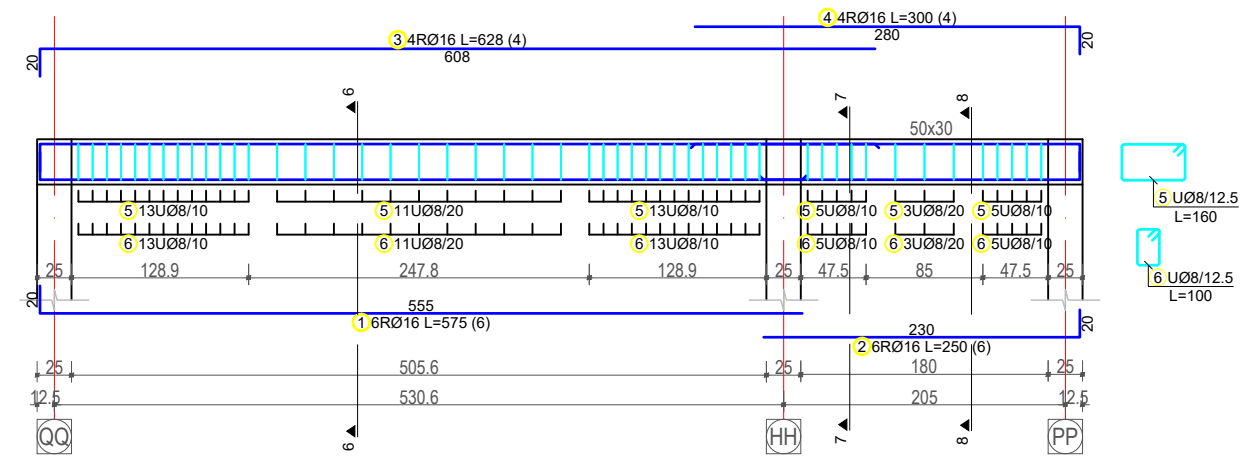 ④ 4RØ16 L=300 (4)
280
20
③ 4RØ16 L=628 (4)
608
20
6
7
8
50x30
⑤ 13UØ8/10
⑤ 11UØ8/20
⑤ 13UØ8/10
⑤ 5UØ8/10
⑤ 3UØ8/20
⑤ 5UØ8/10
⑥ 13UØ8/10
⑥ 11UØ8/20
⑥ 13UØ8/10
⑥ 5UØ8/10
⑥ 3UØ8/20
⑥ 5UØ8/10
⑤ UØ8/12.5
L=160
⑥ UØ8/12.5
L=100
25
128.9
247.8
128.9
25
47.5
85
47.5
25
20
555
① 6RØ16 L=575 (6)
230
20
② 6RØ16 L=250 (6)
25
505.6
25
180
25
12.5
530.6
205
12.5
QQ
6
HH
7
8
PP